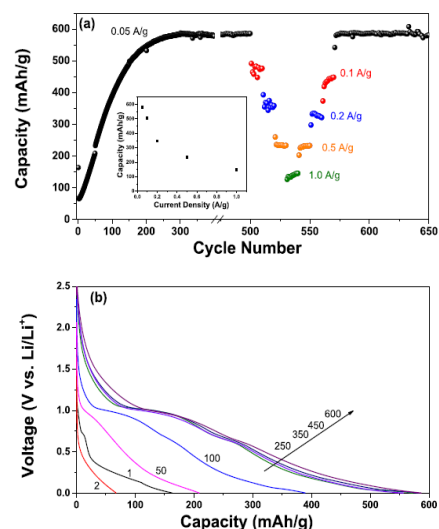 (a)
0.05 A/g
0.1 A/g
0.2 A/g
0.5 A/g
1.0 A/g
Capacity (mAh/g)
700
600
500
400
300
200
100
0
0 100 200 300 500 550 600 650
Cycle Number
Capacity (mAh/g)
600
500
400
300
200
100
0
0.0 0.2 0.4 0.6 0.8 1.0
Current Density (A/g)
(b)
Voltage (V vs. Li/Li+)
2.5
2.0
1.5
1.0
0.5
0.0
600
450
350
250
100
50
1
2
0 100 200 300 400 500 600
Capacity (mAh/g)